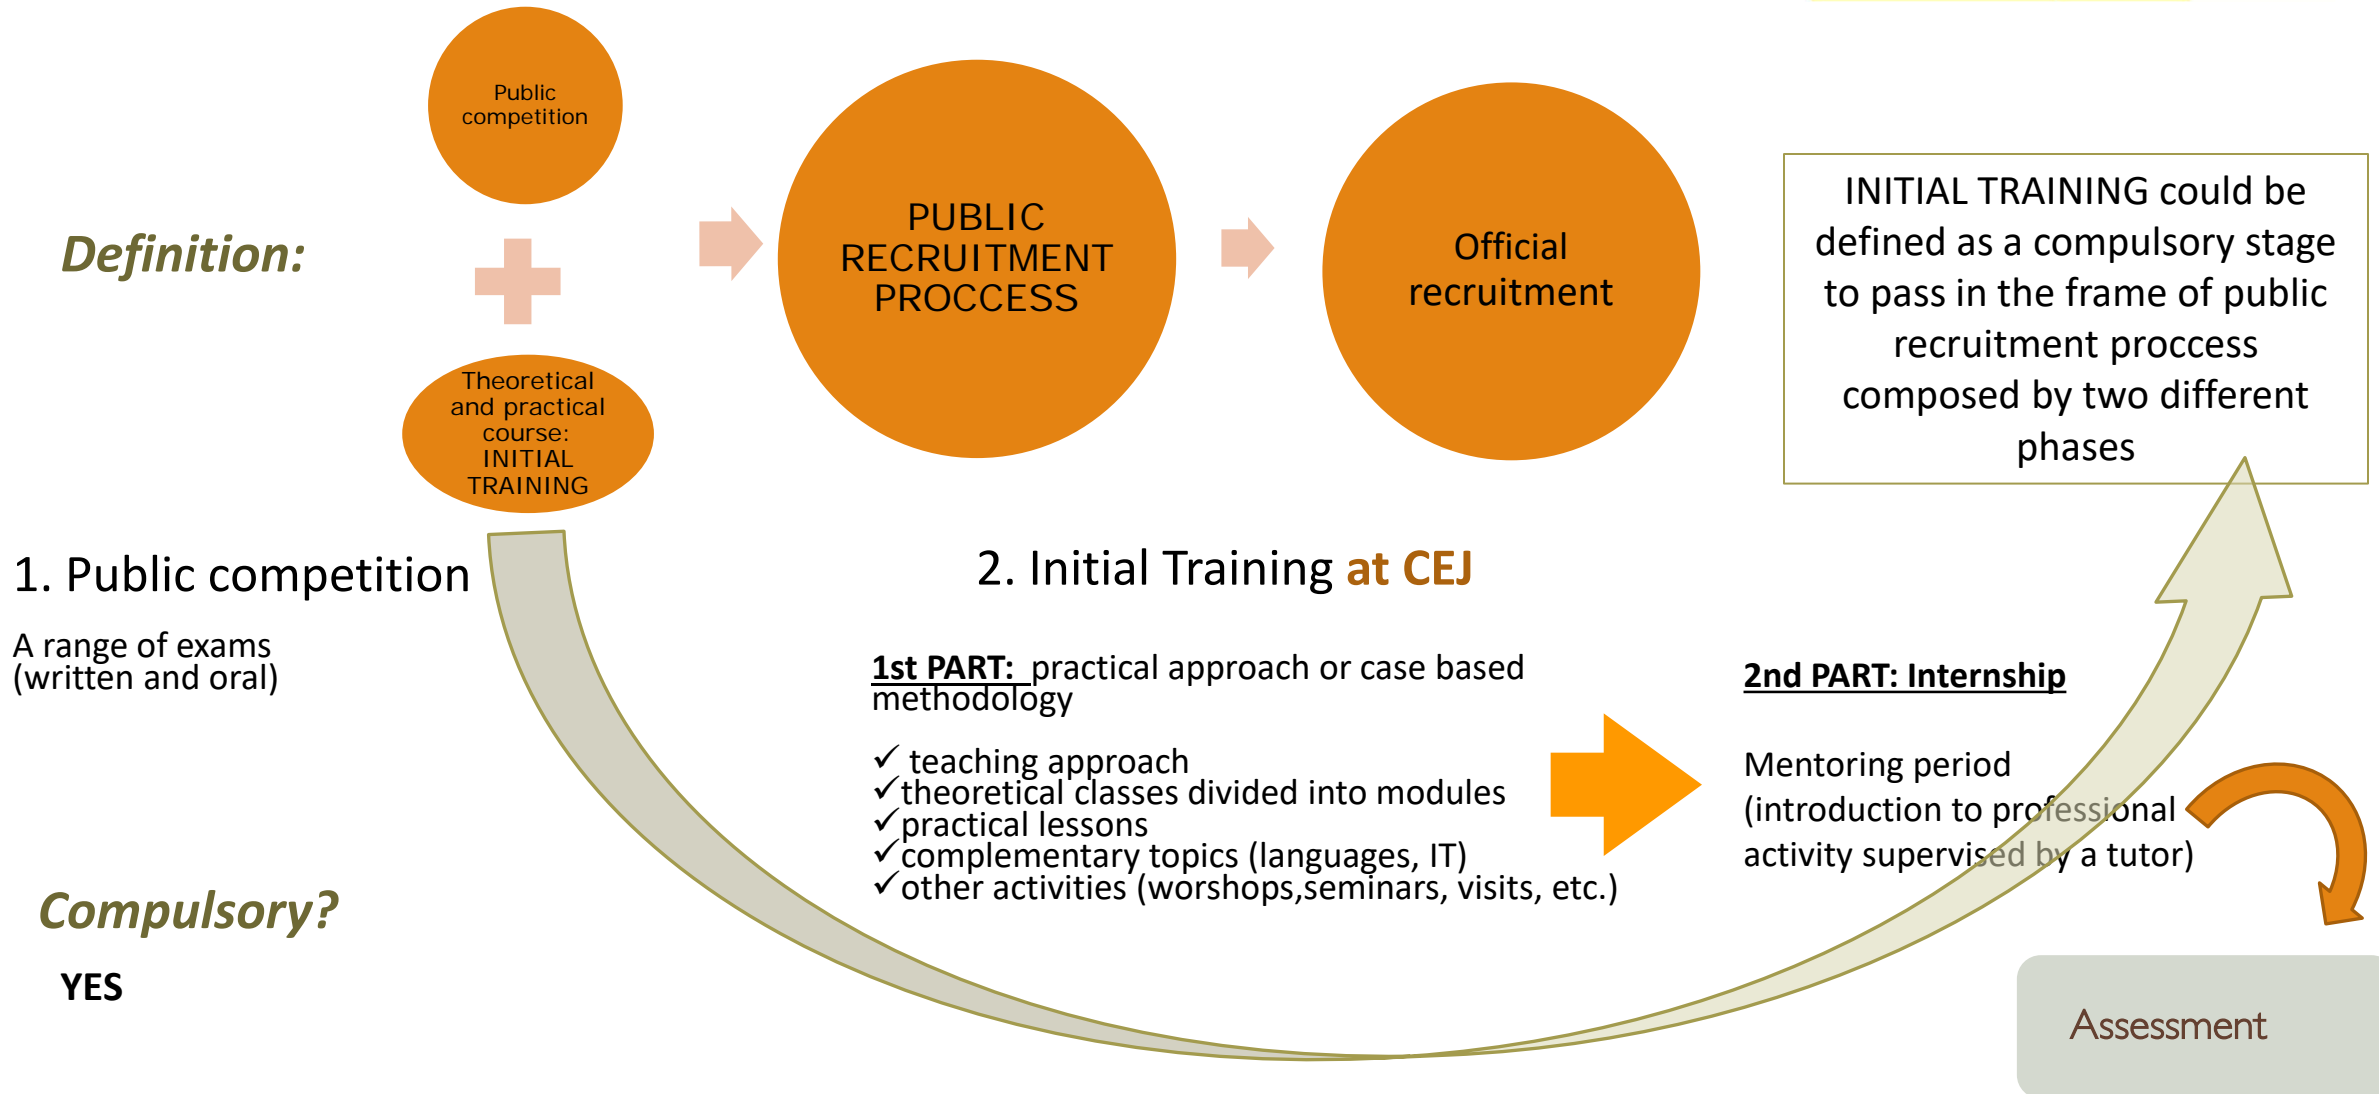 Public
competition
Definition:
Theoretical
and practical
course:
INITIAL
TRAINING
PUBLIC
RECRUITMENT
PROCCESS
Official
recruitment
INITIAL TRAINING could be
defined as a compulsory stage
to pass in the frame of public
recruitment proccess
composed by two different
phases
1. Public competition
A range of exams
(written and oral)
2. Initial Training at CEJ
1st PART: practical approach or case based
methodology
✓ teaching approach
✓theoretical classes divided into modules
✓practical lessons
✓complementary topics (languages, IT)
✓other activities (worshops,seminars, visits, etc.)
2nd PART: Internship
Mentoring period
(introduction to professional
activity supervised by a tutor)
Compulsory?
YES
Assessment